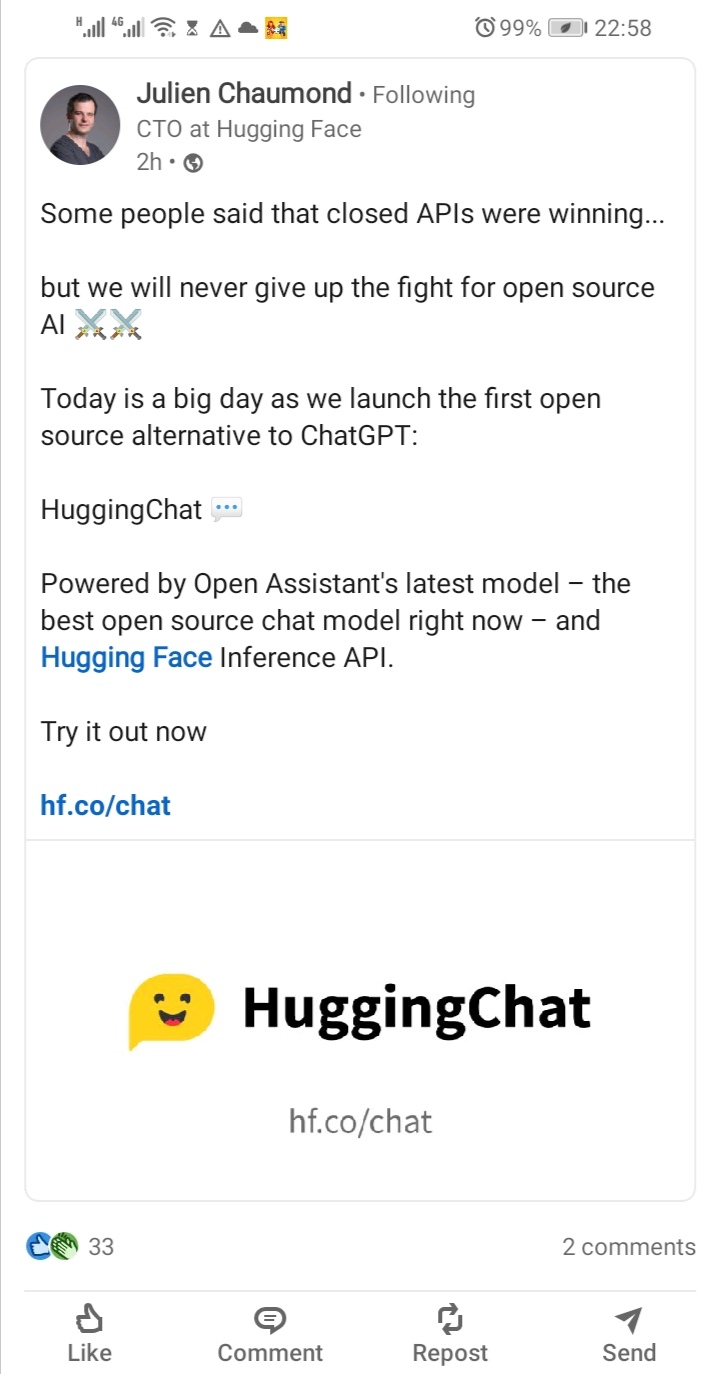 H 4G 99% 22:58
Julien Chaumond • Following
CTO at Hugging Face
2h •
Some people said that closed APIs were winning...
but we will never give up the fight for open source
AI ⚔️⚔️
Today is a big day as we launch the first open
source alternative to ChatGPT:
HuggingChat 💬
Powered by Open Assistant's latest model – the
best open source chat model right now – and
Hugging Face Inference API.
Try it out now
hf.co/chat
HuggingChat
hf.co/chat
33 2 comments
Like Comment Repost Send